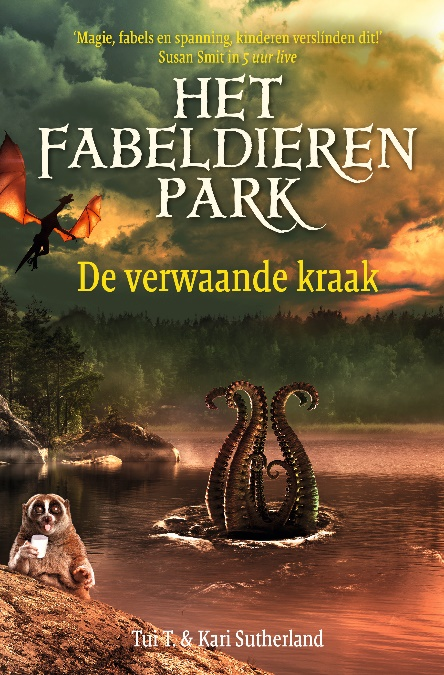 ‘Magie, fabels en spanning, kinderen verslinden dit!’
Susan Smit in 5 uur live
HET
FABELDIEREN
PARK
De verwaande kraak
Tui T. & Kari Sutherland